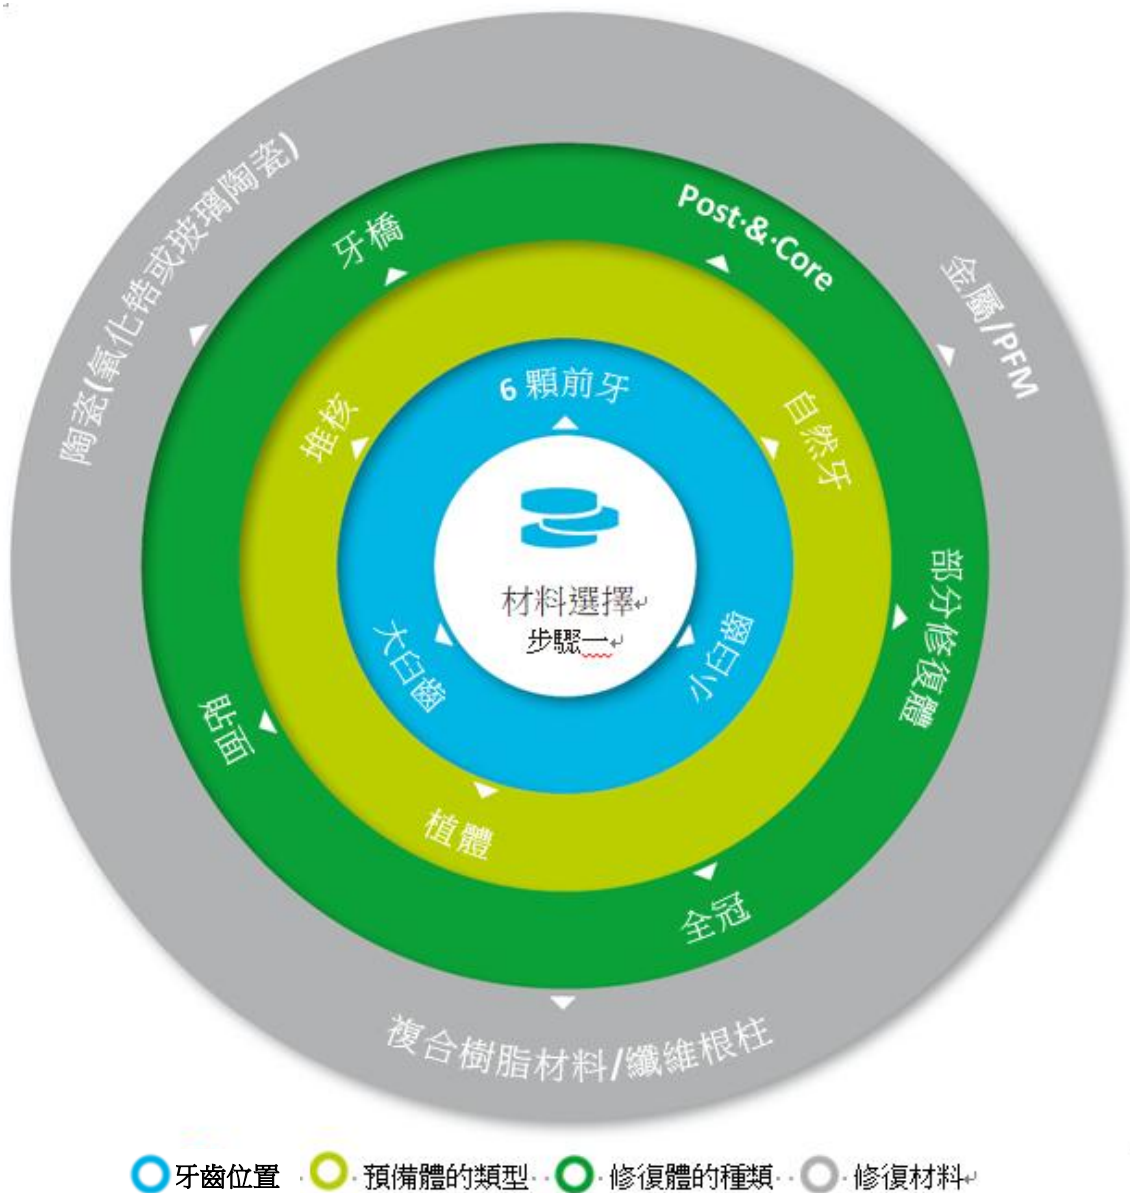 陶瓷(氧化锆或玻璃陶瓷)
金屬/PFM
複合樹脂材料/纖維根柱
牙橋
Post·&·Core
部分修復體
全冠
貼面
堆核
自然牙
植體
6 顆前牙
小臼齒
大臼齒
材料選擇
步驟一
牙齒位置 預備體的類型 修復體的種類 修復材料